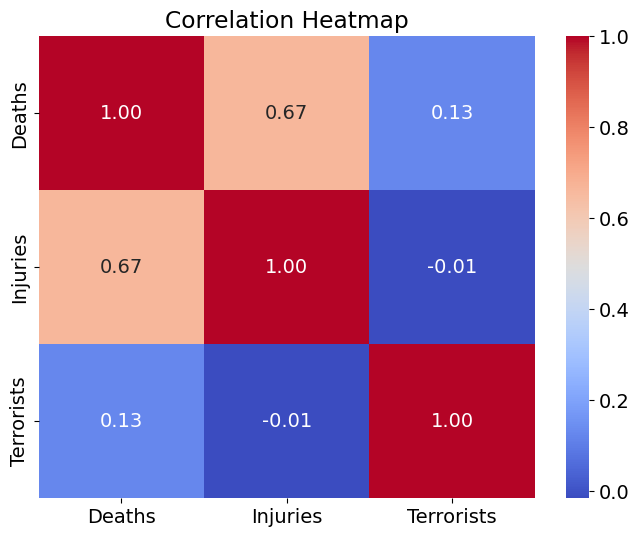 Correlation Heatmap
Deaths
1.00
0.67
0.13
Injuries
0.67
1.00
-0.01
Terrorists
0.13
-0.01
1.00
Deaths
Injuries
Terrorists
1.0
0.8
0.6
0.4
0.2
0.0